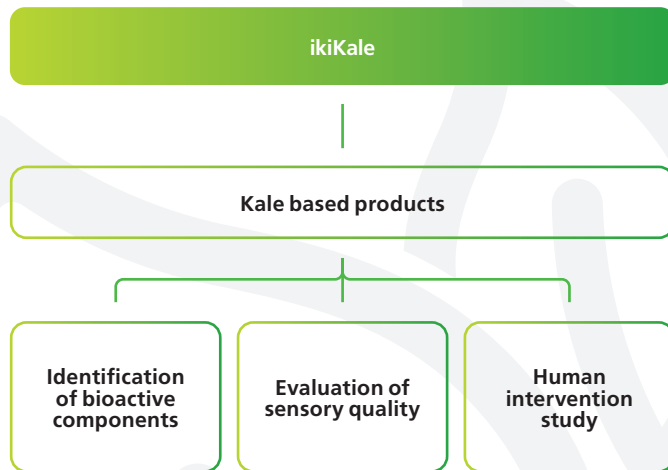 ikiKale
Kale based products
Identification
of bioactive
components
Evaluation of
sensory quality
Human
intervention
study